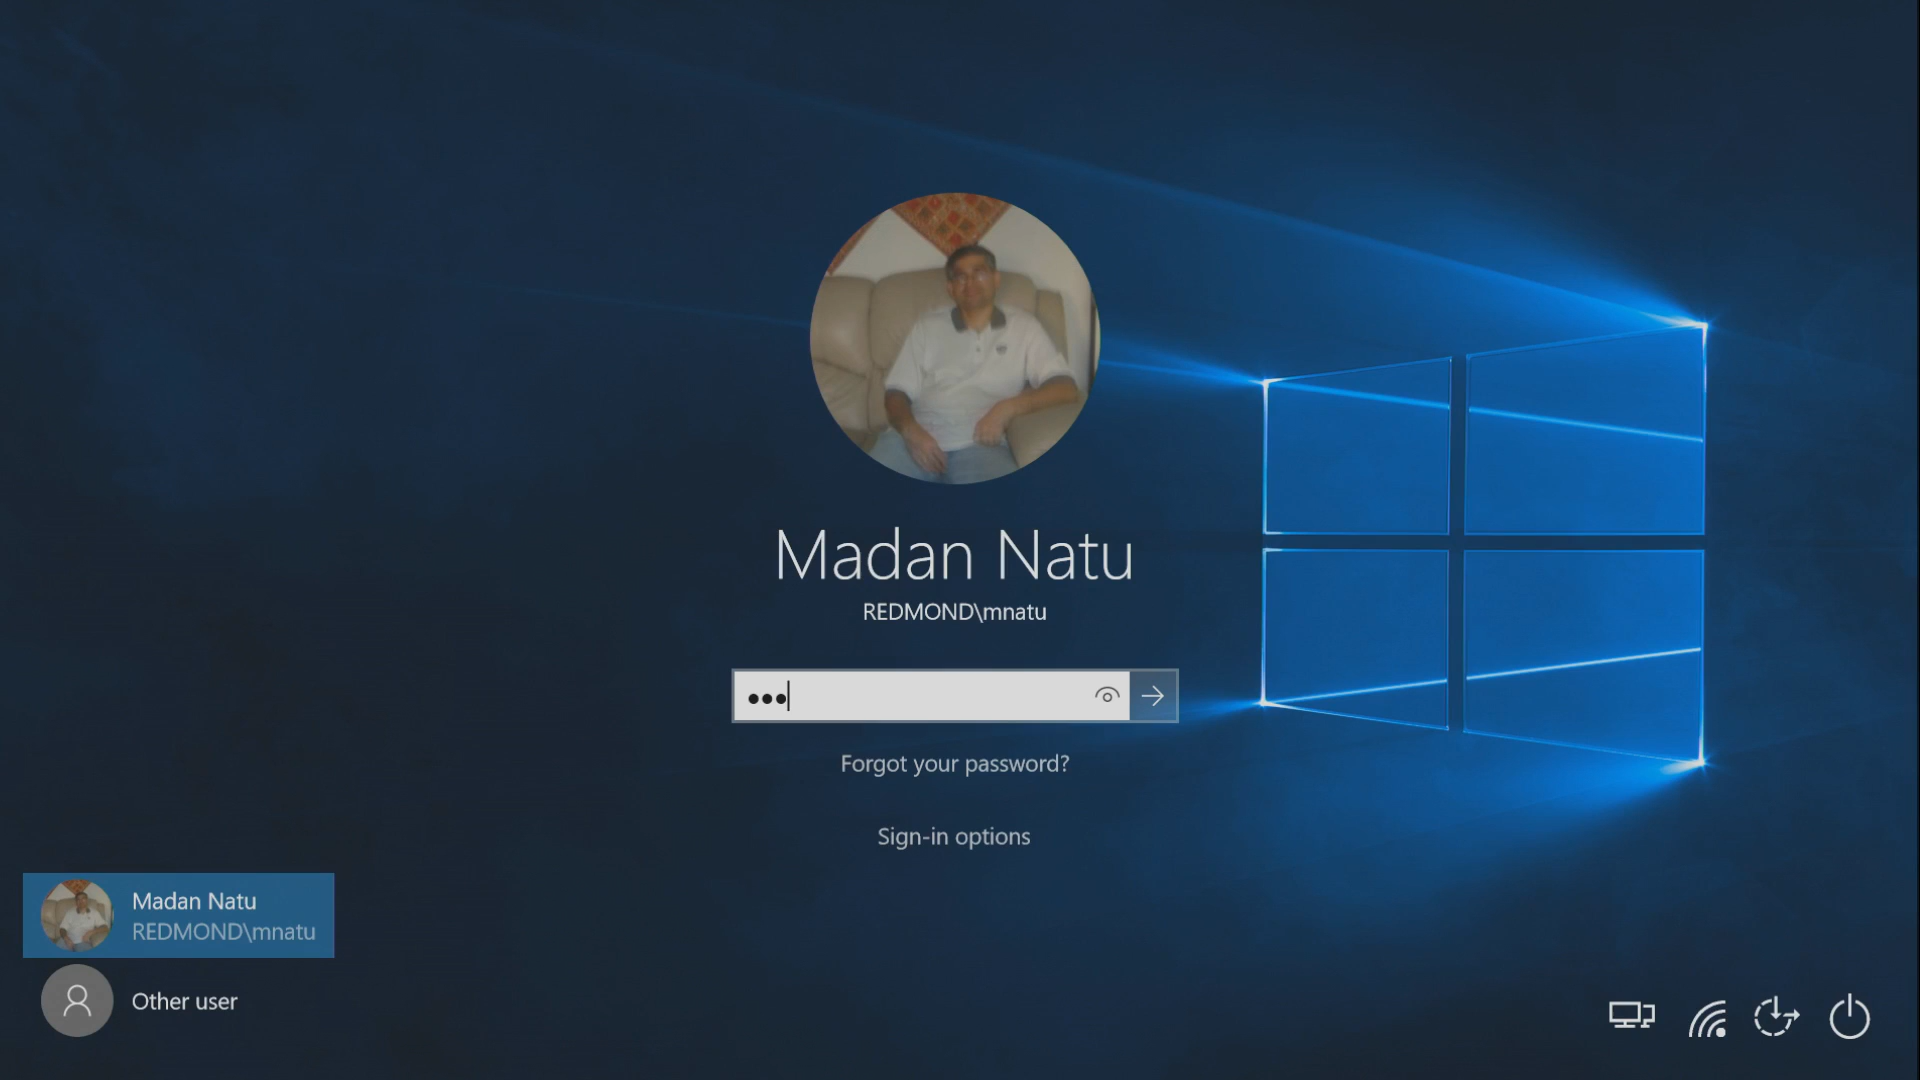 Madan Natu
REDMOND\mnatu
•••
Forgot your password?
Sign-in options
Madan Natu
REDMOND\mnatu
Other user